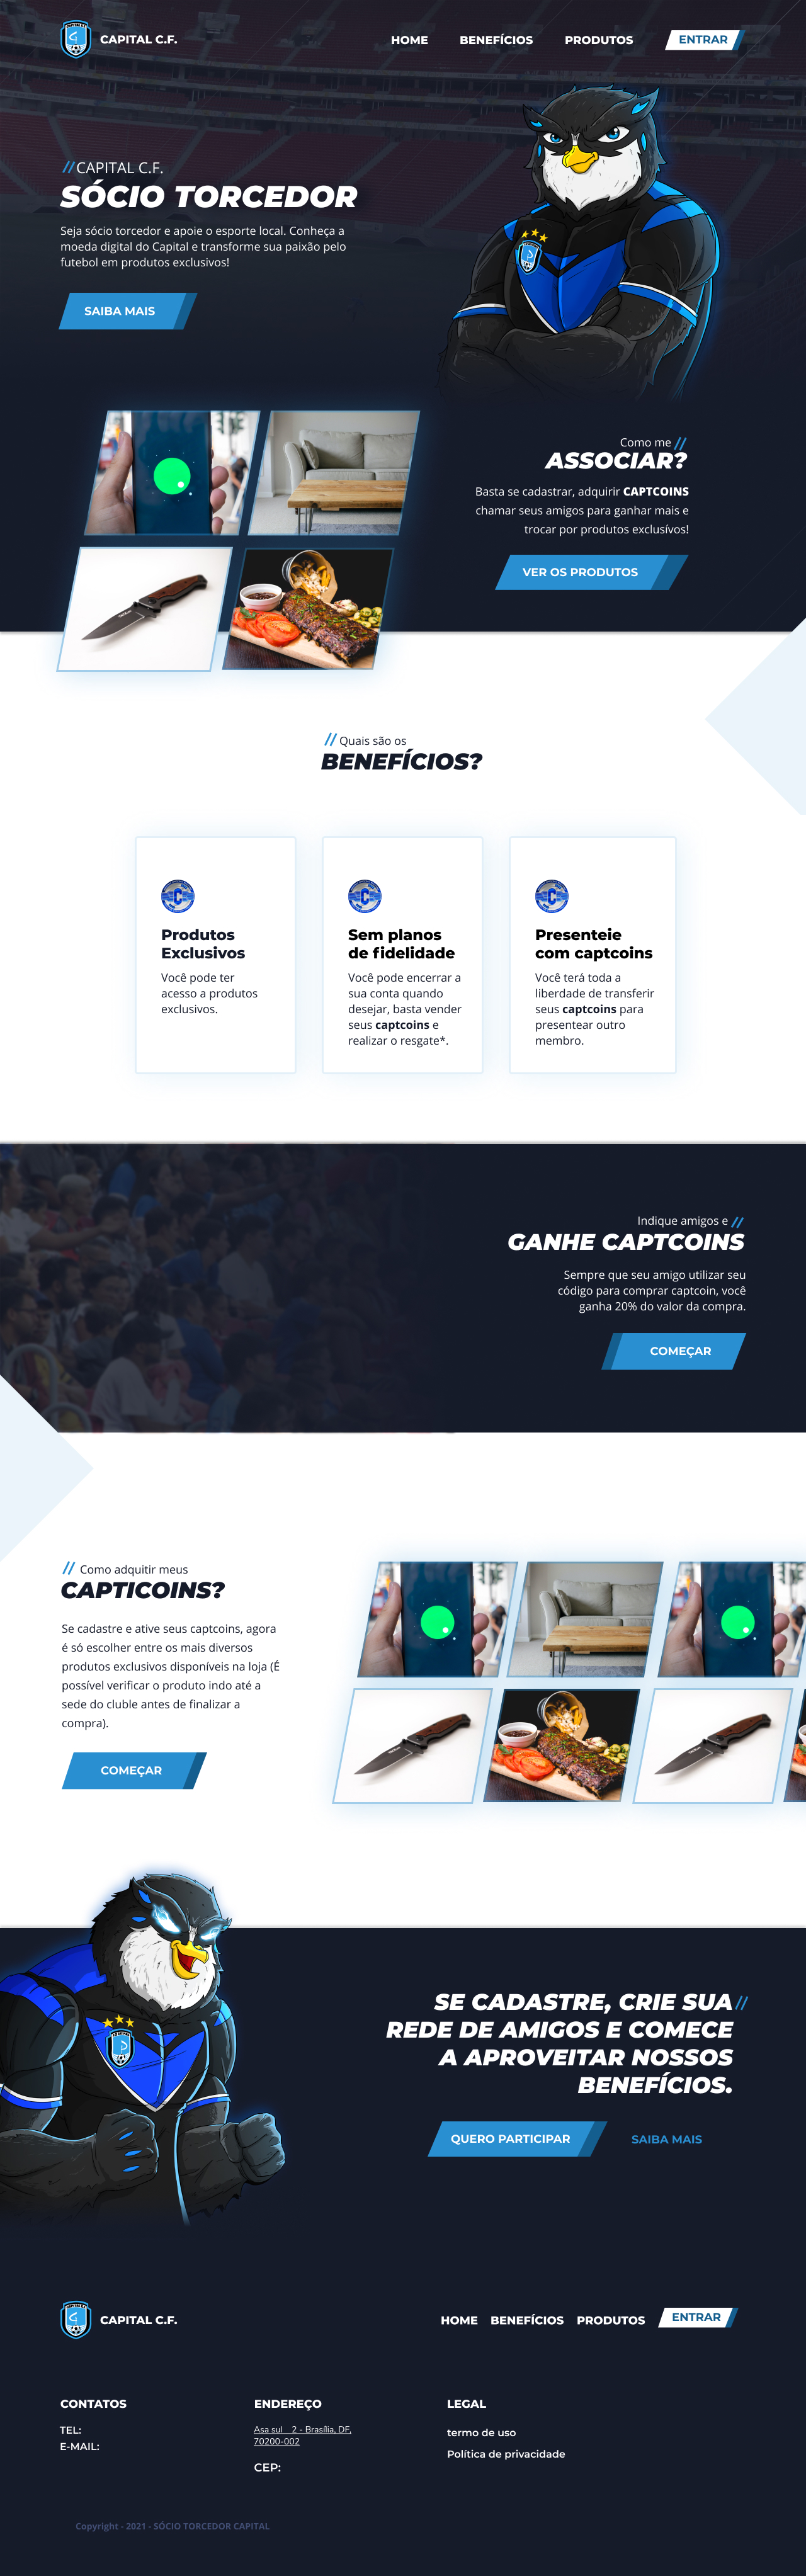 CAPITAL C.F.
HOME
BENEFÍCIOS
PRODUTOS
ENTRAR
//CAPITAL C.F.
SÓCIO TORCEDOR
Seja sócio torcedor e apoie o esporte local. Conheça a
moeda digital do Capital e transforme sua paixão pelo
futebol em produtos exclusivos!
SAIBA MAIS
Como me //
ASSOCIAR?
Basta se cadastrar, adquirir CAPTCOINS
chamar seus amigos para ganhar mais e
trocar por produtos exclusívos!
VER OS PRODUTOS
// Quais são os
BENEFÍCIOS?
Produtos
Exclusivos
Você pode ter
acesso a produtos
exclusivos.
Sem planos
de fidelidade
Você pode encerrar a
sua conta quando
desejar, basta vender
seus captcoins e
realizar o resgate*.
Presenteie
com captcoins
Você terá toda a
liberdade de transferir
seus captcoins para
presentear outro
membro.
Indique amigos e //
GANHE CAPTCOINS
Sempre que seu amigo utilizar seu
código para comprar captcoin, você
ganha 20% do valor da compra.
COMEÇAR
// Como adquitir meus
CAPTICOINS?
Se cadastre e ative seus captcoins, agora
é só escolher entre os mais diversos
produtos exclusivos disponíveis na loja (É
possível verificar o produto indo até a
sede do cluble antes de finalizar a
compra).
COMEÇAR
SE CADASTRE, CRIE SUA //
REDE DE AMIGOS E COMECE
A APROVEITAR NOSSOS
BENEFÍCIOS.
QUERO PARTICIPAR
SAIBA MAIS
CAPITAL C.F.
HOME
BENEFÍCIOS
PRODUTOS
ENTRAR
CONTATOS
TEL:
E-MAIL:
ENDEREÇO
Asa sul 2 - Brasília, DF,
70200-002
CEP:
LEGAL
termo de uso
Política de privacidade
Copyright - 2021 - SÓCIO TORCEDOR CAPITAL